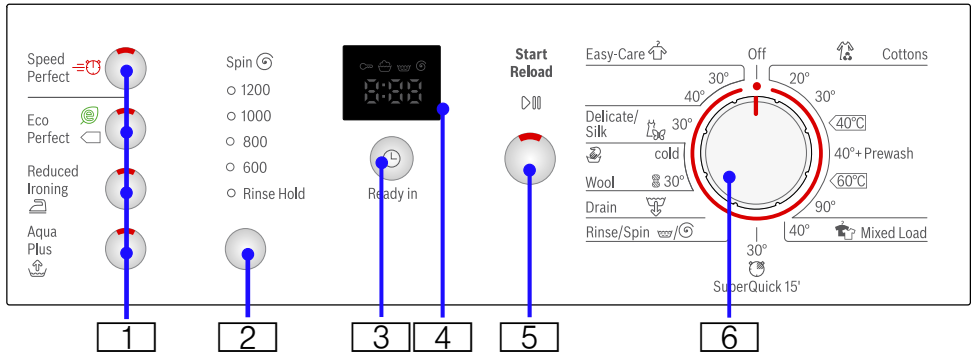 Speed
Perfect
Eco
Perfect
Reduced
Ironing
Aqua
Plus
Spin
1200
1000
800
600
Rinse Hold
8:88
Ready in
Start
Reload
Easy-Care
Off
Cottons
30°
20°
40°
30°
Delicate/
Silk
30°
40°C
cold
40°+ Prewash
Wool
30°
60°C
Drain
90°
Rinse/Spin
/
40°
Mixed Load
30°
SuperQuick 15'
1
2
3
4
5
6